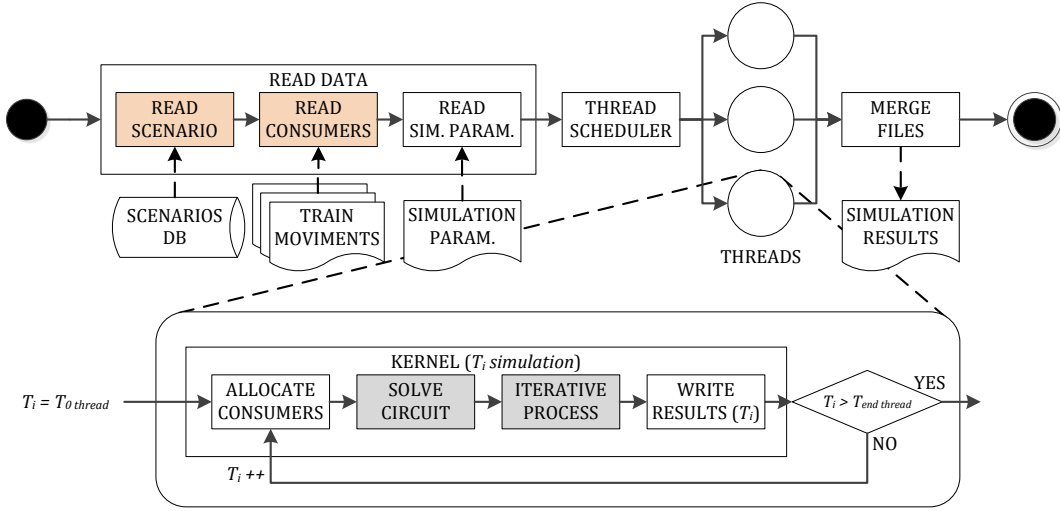 READ DATA
READ
SCENARIO
READ
CONSUMERS
READ
SIM. PARAM.
THREAD
SCHEDULER
MERGE
FILES
SCENARIOS
DB
TRAIN
MOVIMENTS
SIMULATION
PARAM.
THREADS
SIMULATION
RESULTS
KERNEL (Ti simulation)
Ti = T0 thread
ALLOCATE
CONSUMERS
SOLVE
CIRCUIT
ITERATIVE
PROCESS
WRITE
RESULTS (Ti)
Ti > Tend thread
YES
NO
Ti ++